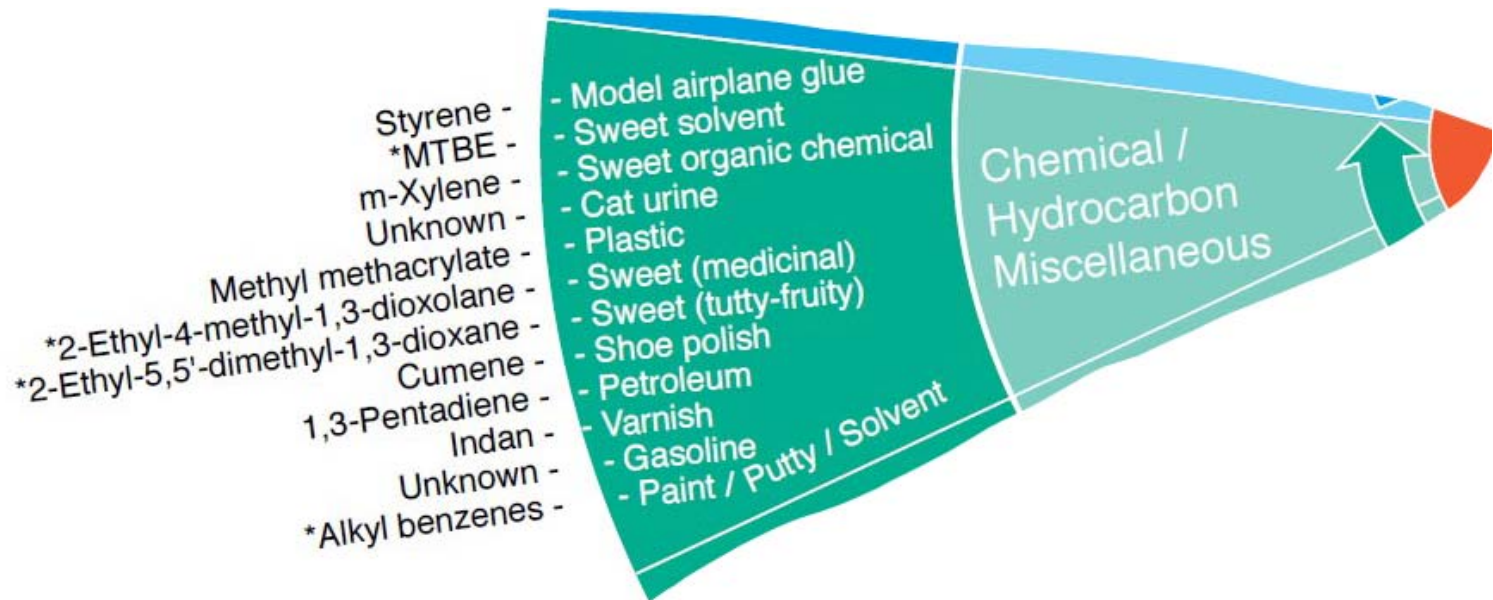 Styrene -
*MTBE -
m-Xylene -
Unknown -
Methyl methacrylate -
*2-Ethyl-4-methyl-1,3-dioxolane -
*2-Ethyl-5,5'-dimethyl-1,3-dioxane -
Cumene -
1,3-Pentadiene -
Indan -
Unknown -
*Alkyl benzenes -
- Model airplane glue
- Sweet solvent
- Sweet organic chemical
- Cat urine
- Plastic
- Sweet (medicinal)
- Sweet (tutty-fruity)
- Shoe polish
- Petroleum
- Varnish
- Gasoline
- Paint / Putty / Solvent
Chemical /
Hydrocarbon
Miscellaneous